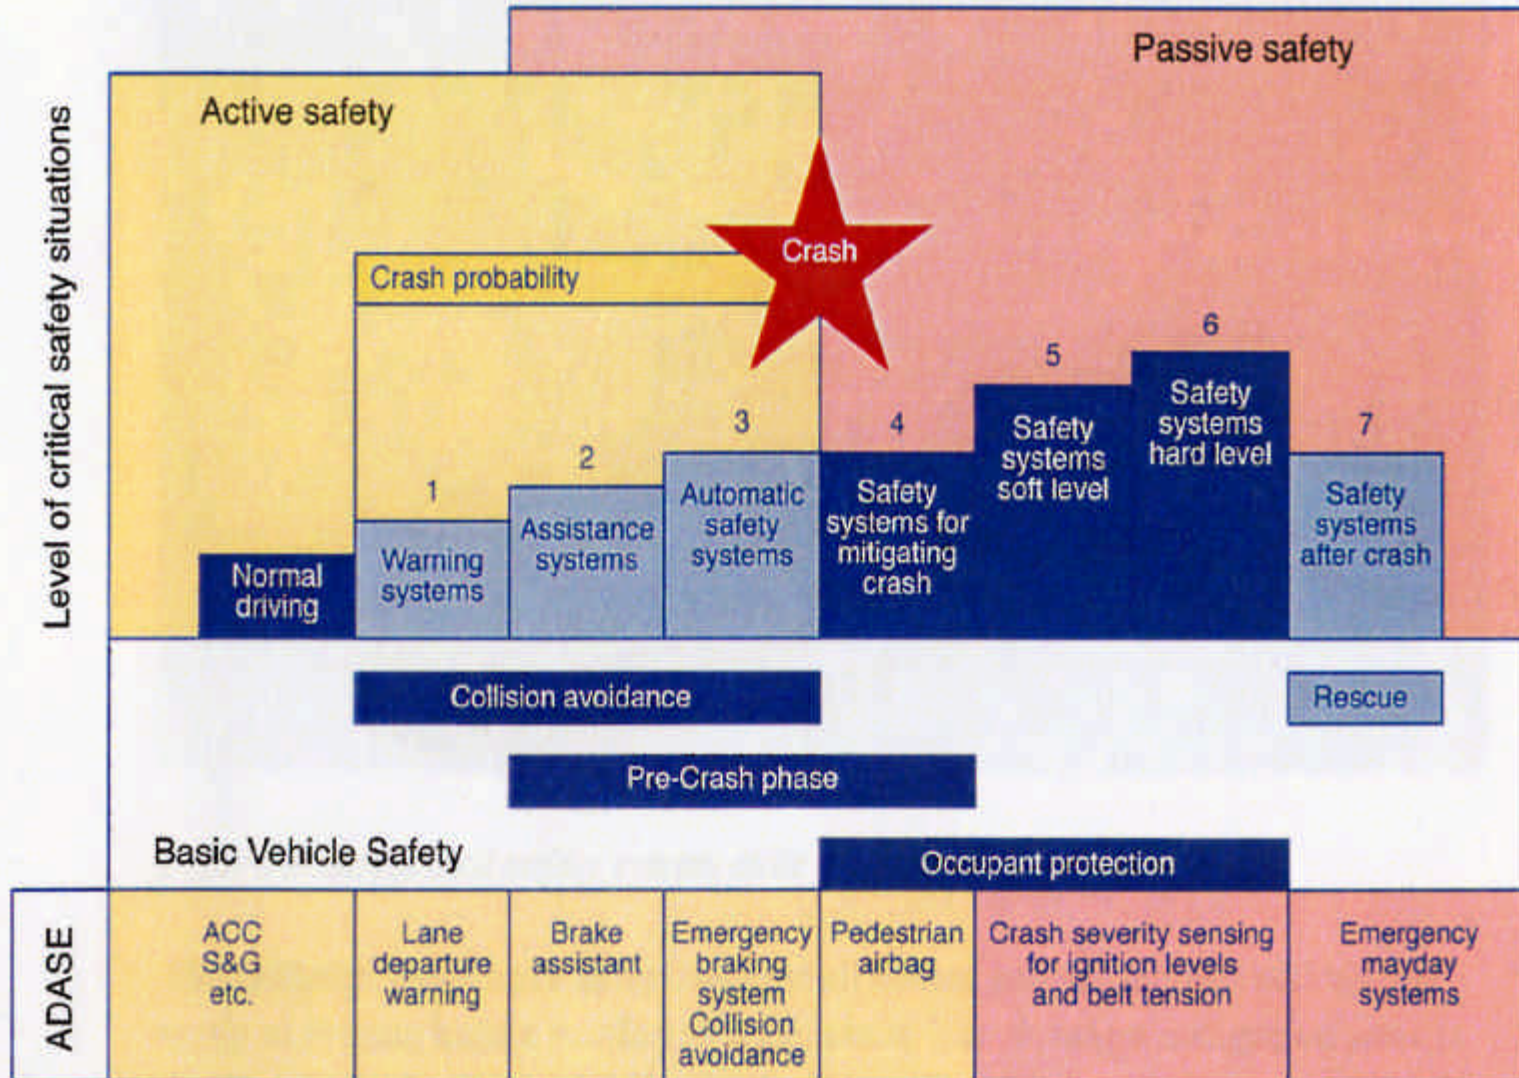 Passive safety
Active safety
Level of critical safety situations
Crash
Crash probability
Normal
driving
1
Warning
systems
2
Assistance
systems
3
Automatic
safety
systems
4
Safety
systems for
mitigating
crash
5
Safety
systems
soft level
6
Safety
systems
hard level
7
Safety
systems
after crash
Collision avoidance
Rescue
Pre-Crash phase
Basic Vehicle Safety
Occupant protection
ADASE
ACC
S&G
etc.
Lane
departure
warning
Brake
assistant
Emergency
braking
system
Collision
avoidance
Pedestrian
airbag
Crash severity sensing
for ignition levels
and belt tension
Emergency
mayday
systems